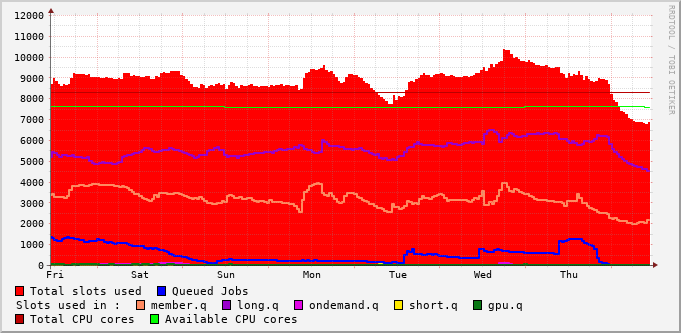 12000
11000
10000
9000
8000
7000
6000
5000
4000
3000
2000
1000
0
Fri Sat Sun Mon Tue Wed Thu
Total slots used Queued Jobs
Slots used in : member.q long.q ondemand.q short.q gpu.q
Total CPU cores Available CPU cores
RRDTOOL / TOBI OETIKER